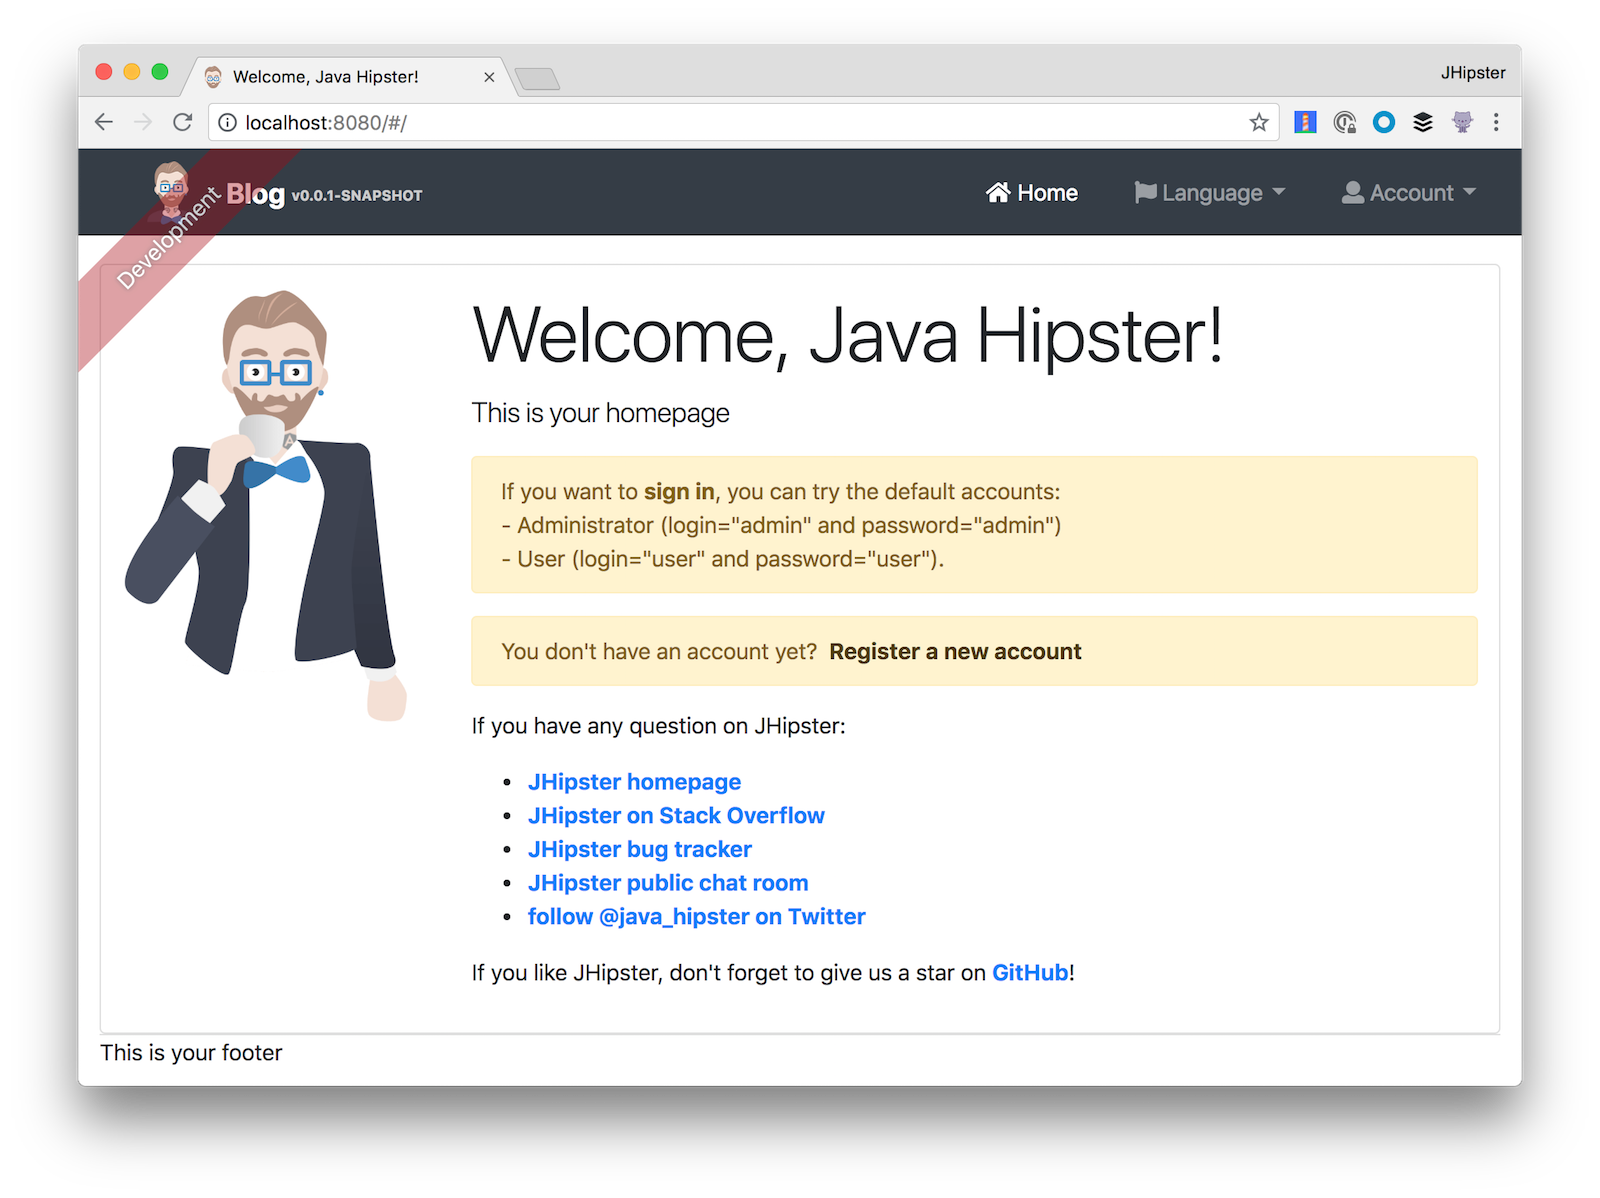 Welcome, Java Hipster!
JHipster
localhost:8080/#/
Development
Blog v0.0.1-SNAPSHOT
Home
Language
Account
Welcome, Java Hipster!
This is your homepage
If you want to sign in, you can try the default accounts:
- Administrator (login="admin" and password="admin")
- User (login="user" and password="user").
You don't have an account yet? Register a new account
If you have any question on JHipster:
• JHipster homepage
• JHipster on Stack Overflow
• JHipster bug tracker
• JHipster public chat room
• follow @java_hipster on Twitter
If you like JHipster, don't forget to give us a star on GitHub!
This is your footer